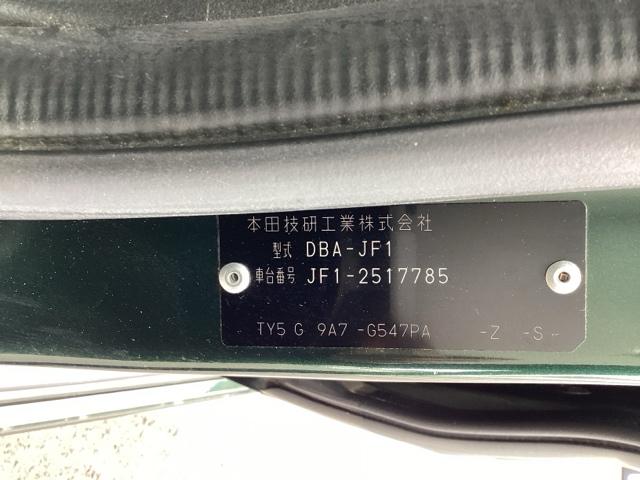 本田技研工業株式会社
型式 DBA-JF1
車台番号 JF1-2517785
TY5 G 9A7 -G547PA -Z -S-